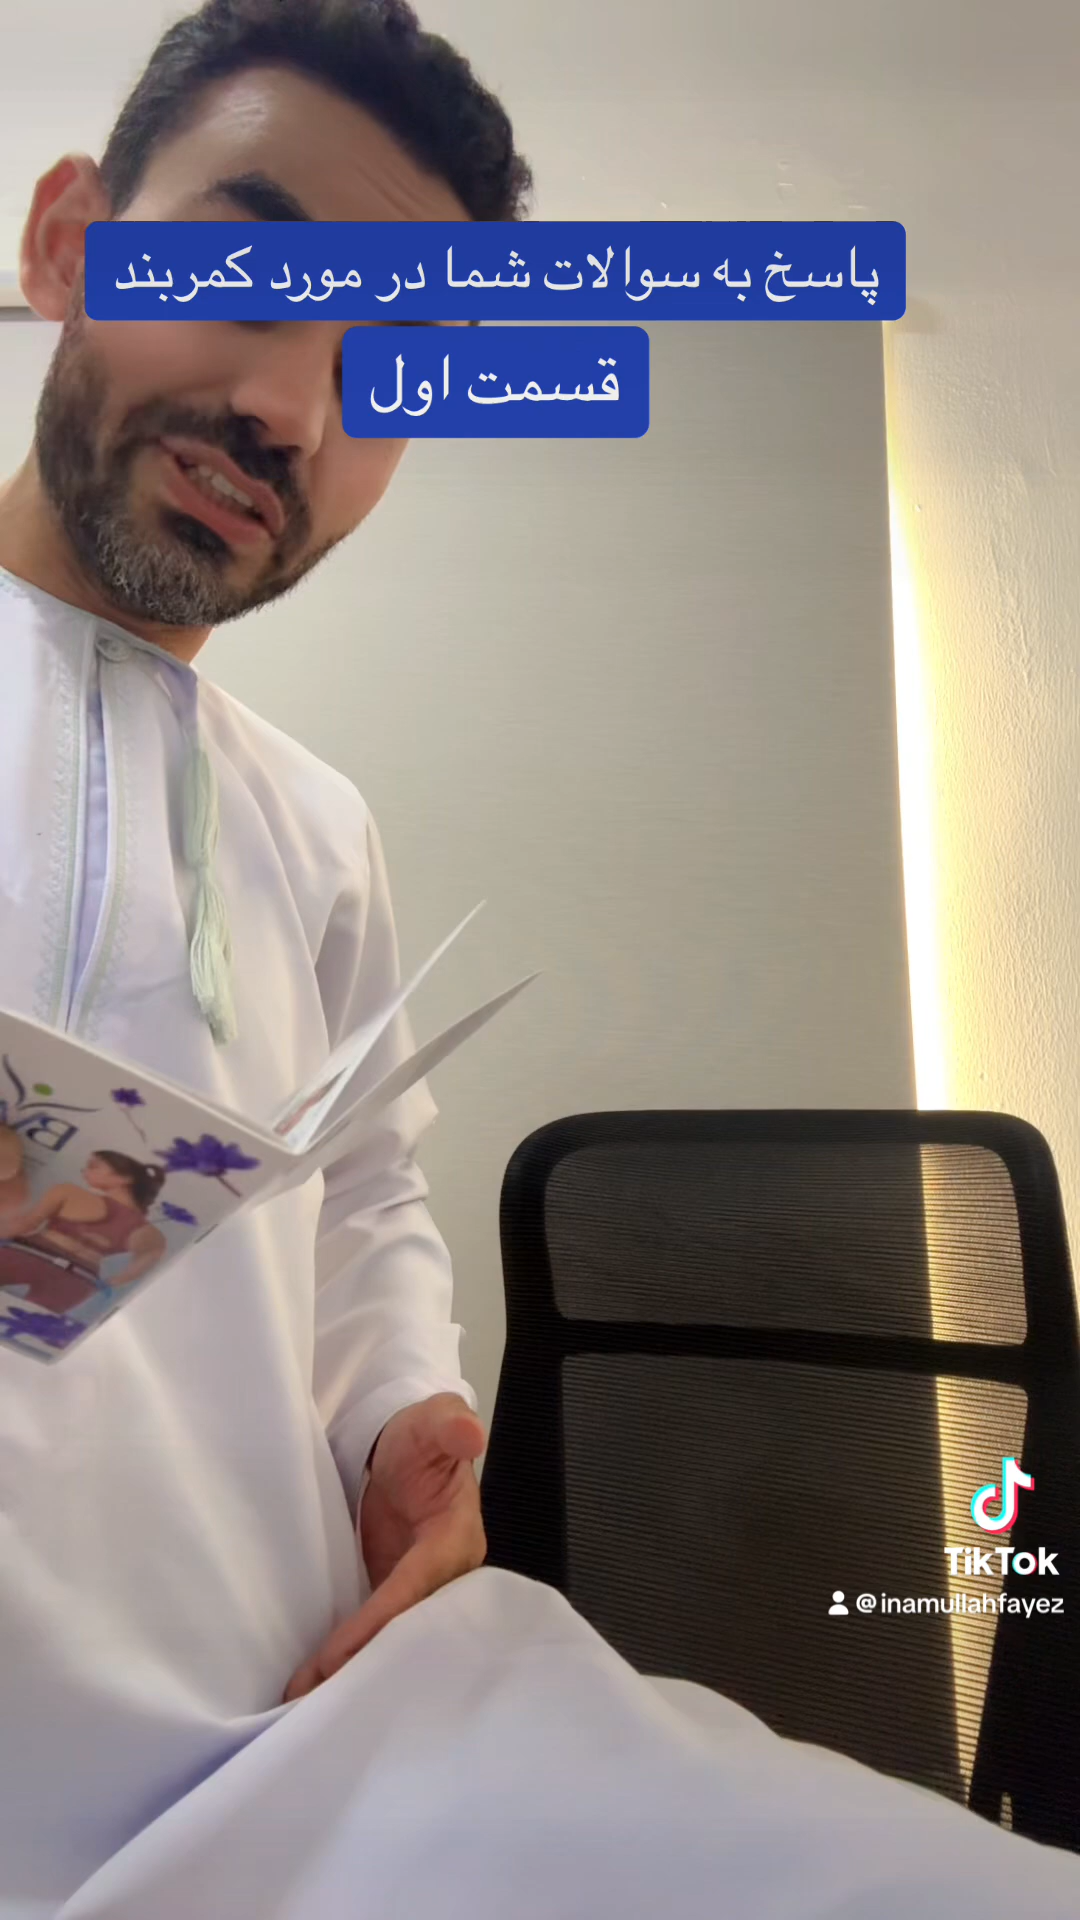 پاسخ به سوالات شما در مورد کمربند
قسمت اول
TikTok
@inamullahfayez